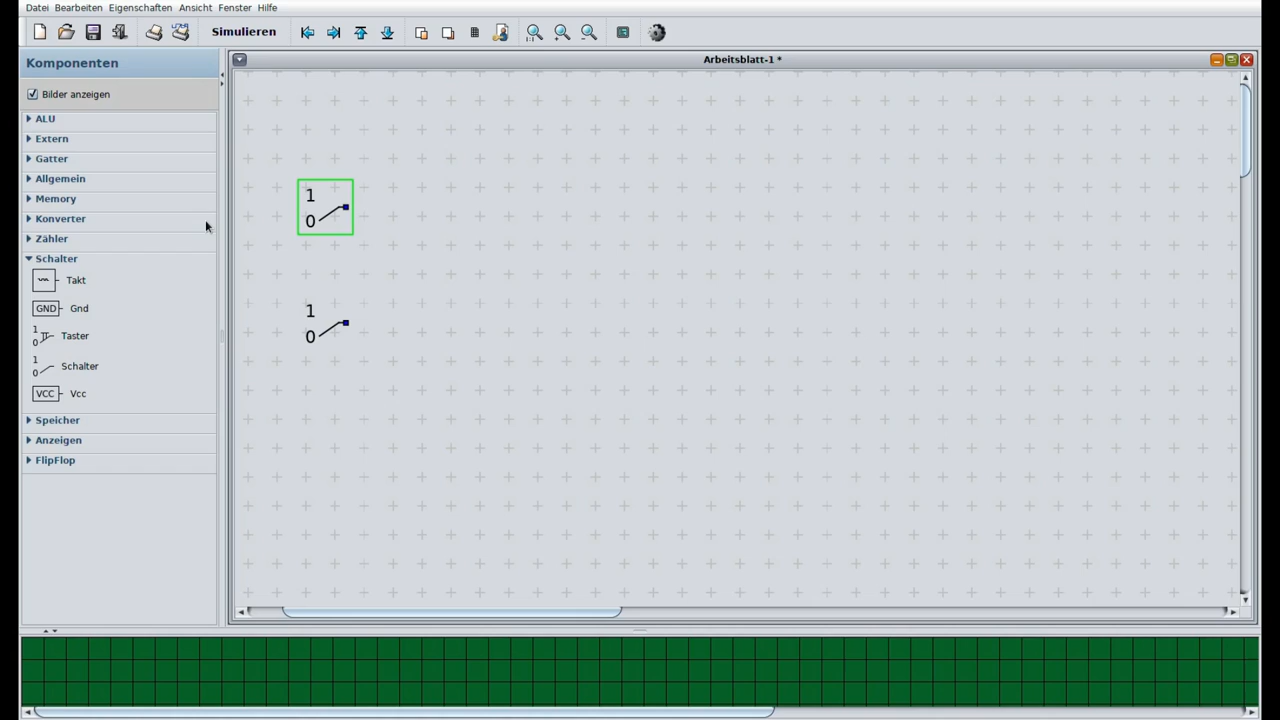 Datei Bearbeiten Eigenschaften Ansicht Fenster Hilfe
Simulieren
Komponenten
Arbeitsblatt-1 *
Bilder anzeigen
ALU
Extern
Gatter
Allgemein
Memory
Konverter
Zähler
Schalter
Takt
GND Gnd
1
0 Taster
1
0 Schalter
VCC Vcc
Speicher
Anzeigen
FlipFlop
1
0
1
0